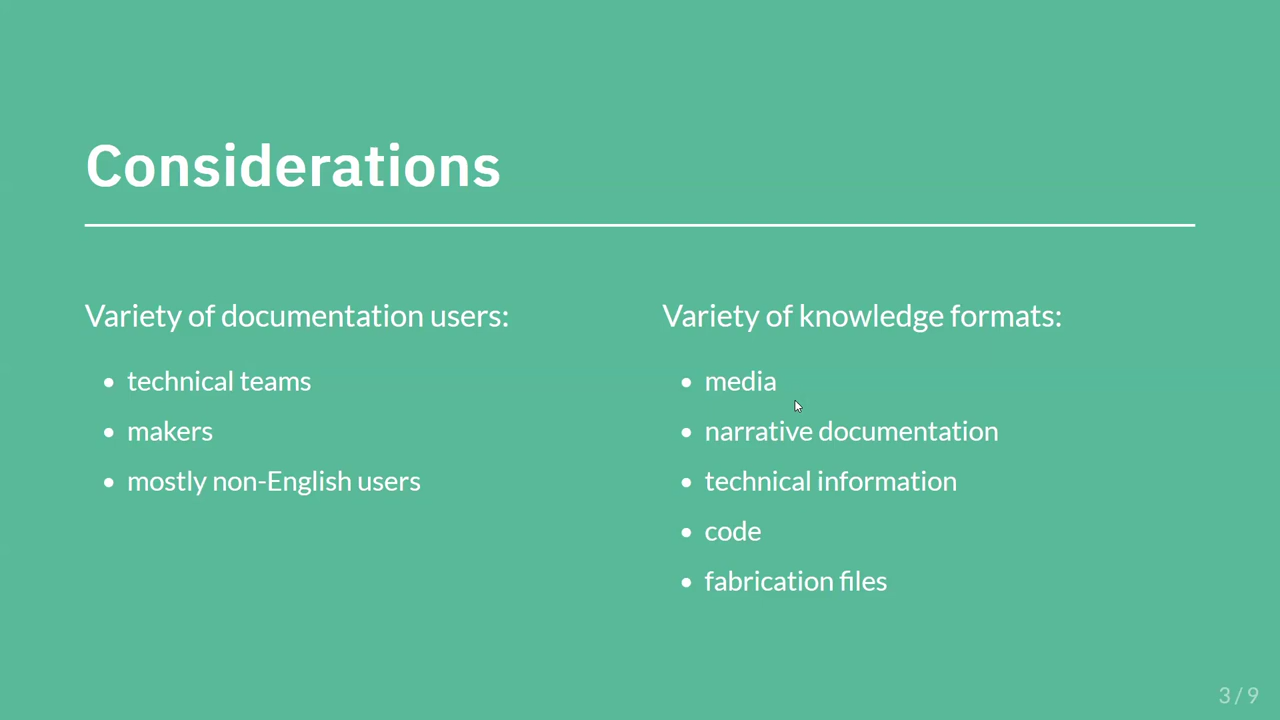 Considerations
Variety of documentation users:
technical teams
makers
mostly non-English users
Variety of knowledge formats:
media
narrative documentation
technical information
code
fabrication files
3 / 9